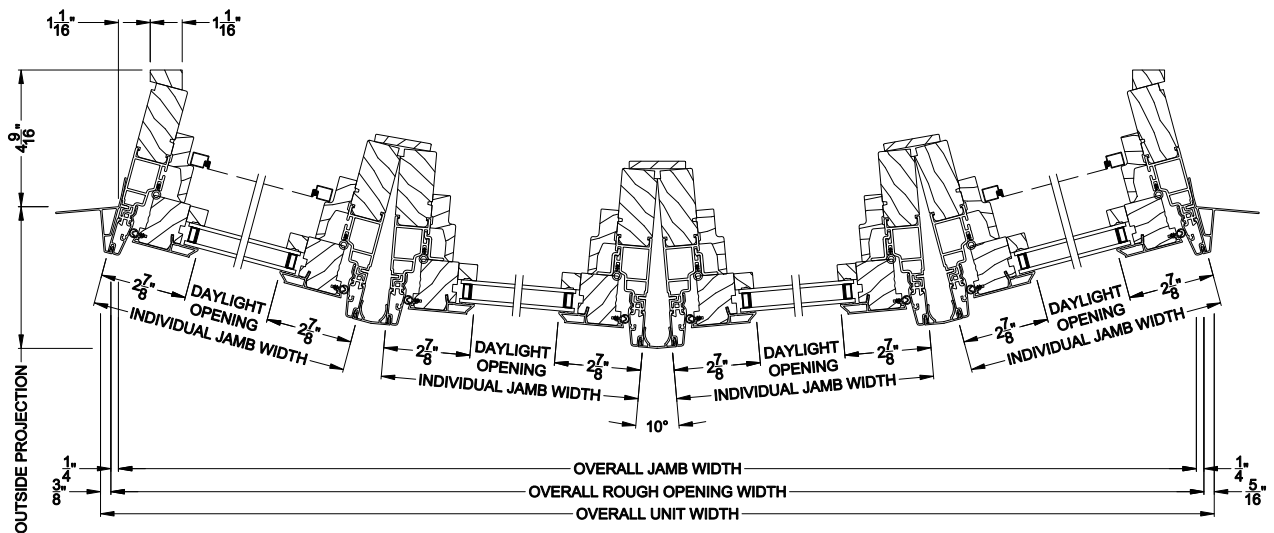 1 1/16" 1 1/16"
4 9/16"
2 7/8" DAYLIGHT OPENING 2 7/8"
INDIVIDUAL JAMB WIDTH
2 7/8" DAYLIGHT OPENING 2 7/8"
INDIVIDUAL JAMB WIDTH
2 7/8" DAYLIGHT OPENING 2 7/8"
INDIVIDUAL JAMB WIDTH
2 7/8" DAYLIGHT OPENING 2 7/8"
INDIVIDUAL JAMB WIDTH
10°
OUTSIDE PROJECTION
1/4" OVERALL JAMB WIDTH 1/4"
3/8" OVERALL ROUGH OPENING WIDTH 5/16"
OVERALL UNIT WIDTH